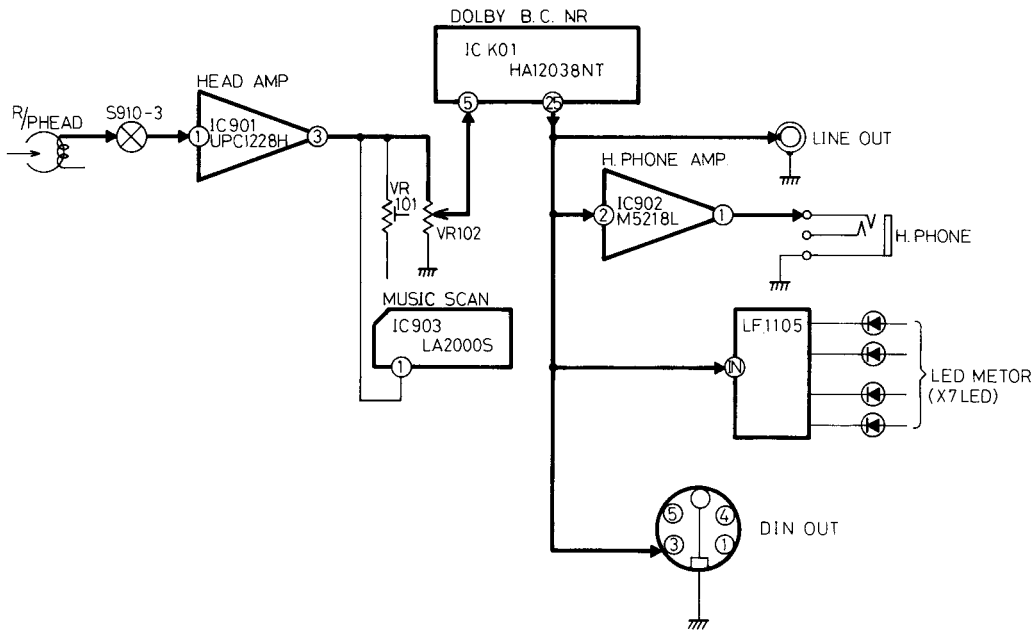 DOLBY B.C. NR
IC K01
HA12038NT
5
25
HEAD AMP
R/PHEAD
S910-3
1
IC901
UPC1228H
3
LINE OUT
H.PHONE AMP.
VR
101
VR102
2
IC902
M5218L
1
H.PHONE
MUSIC SCAN
IC903
LA2000S
1
LF1105
IN
LED METOR
(X7LED)
5
4
3
1
DIN OUT